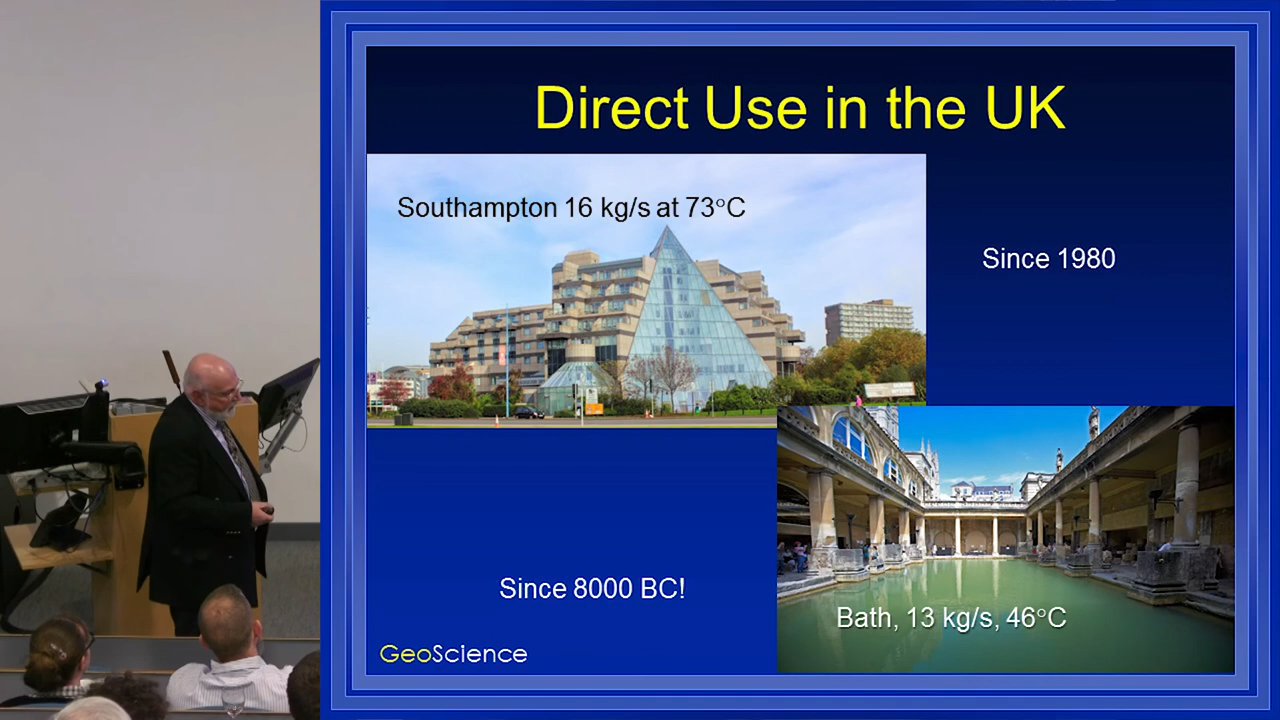 Direct Use in the UK
Southampton 16 kg/s at 73°C
Since 1980
Since 8000 BC!
Bath, 13 kg/s, 46°C
GeoScience